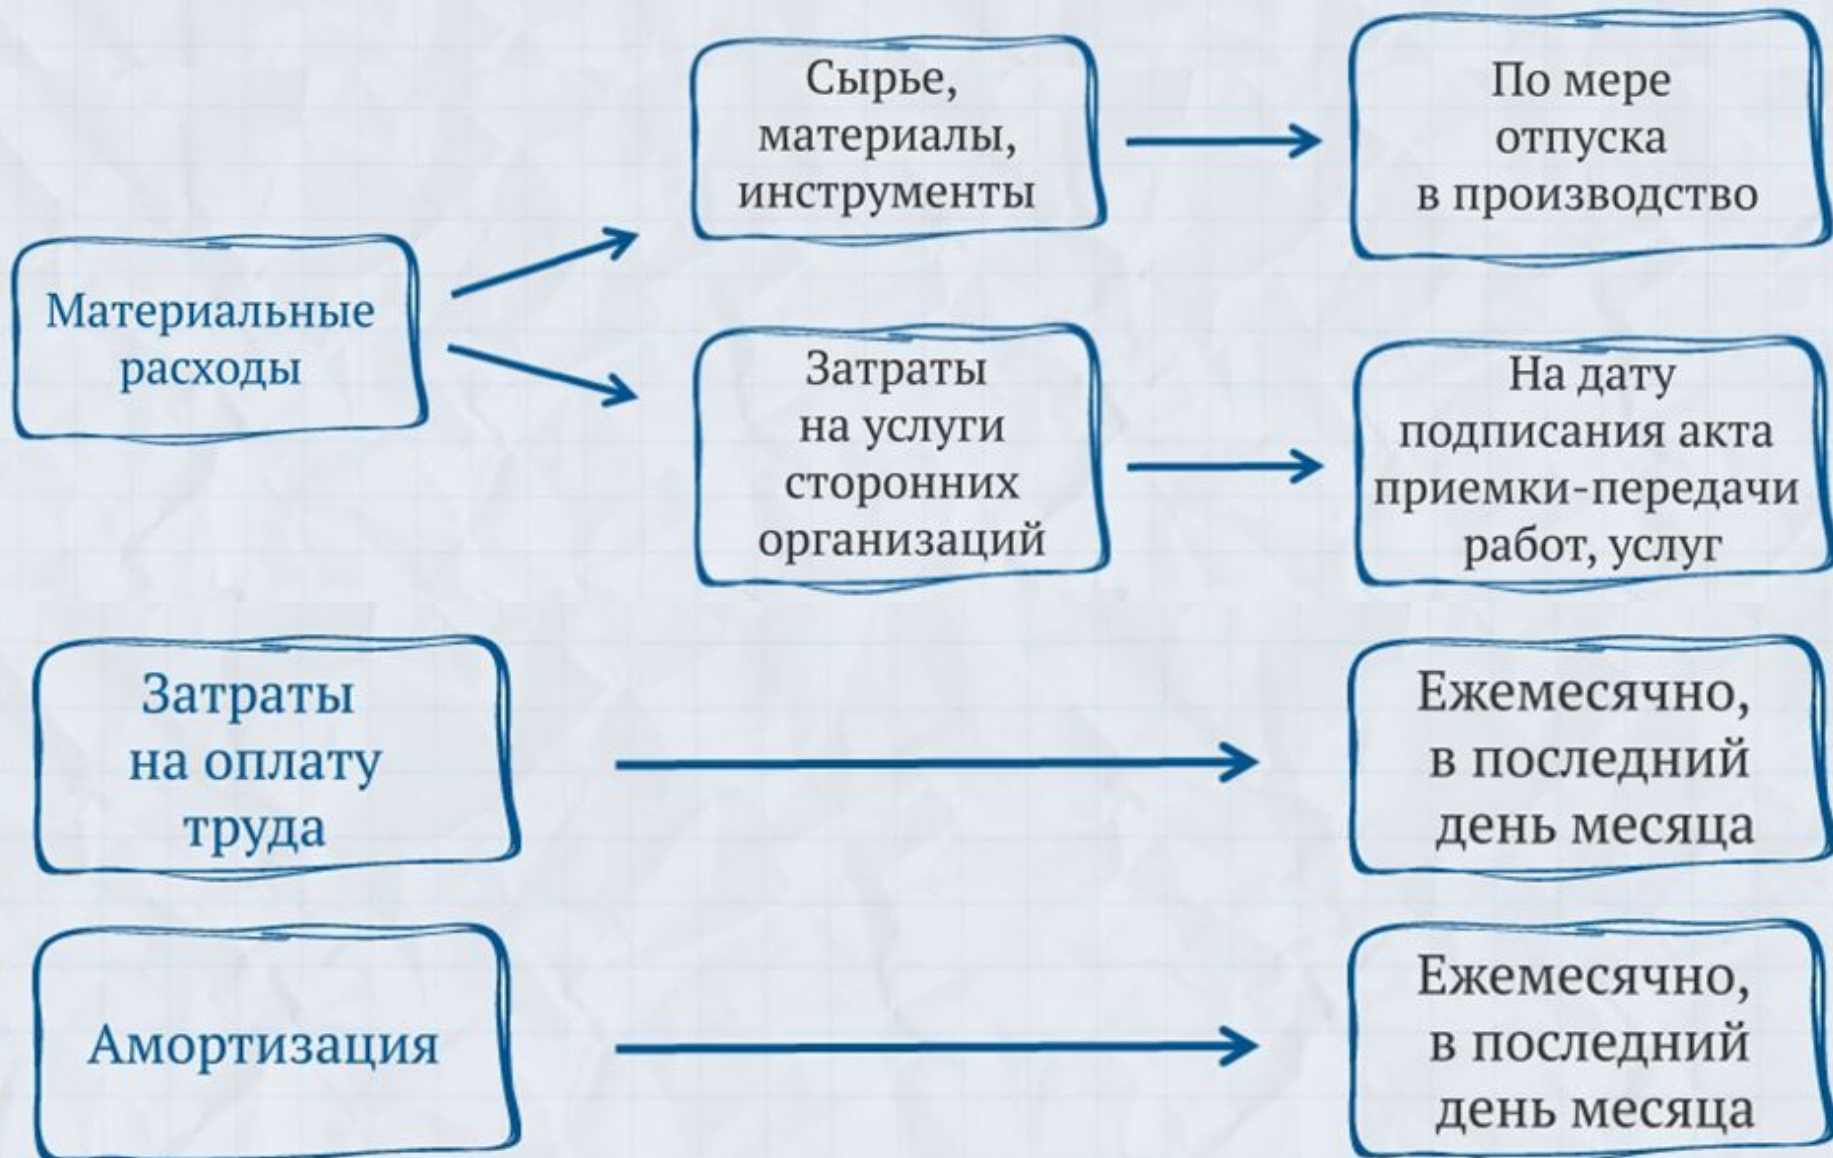 Материальные
расходы
Сырье,
материалы,
инструменты
По мере
отпуска
в производство
Затраты
на услуги
сторонних
организаций
На дату
подписания акта
приемки-передачи
работ, услуг
Затраты
на оплату
труда
Ежемесячно,
в последний
день месяца
Амортизация
Ежемесячно,
в последний
день месяца